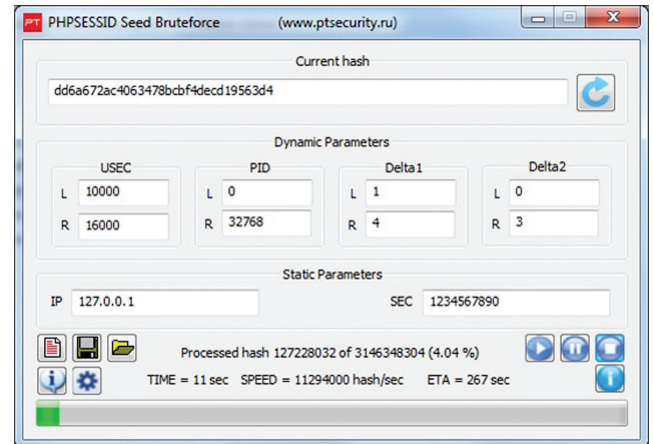 PT PHPSESSID Seed Bruteforce (www.ptsecurity.ru)
Current hash
dd6a672ac4063478bcbf4decd19563d4
Dynamic Parameters
USEC PID Delta1 Delta2
L 10000 L 0 L 1 L 0
R 16000 R 32768 R 4 R 3
Static Parameters
IP 127.0.0.1 SEC 1234567890
Processed hash 127228032 of 3146348304 (4.04 %)
TIME = 11 sec SPEED = 11294000 hash/sec ETA = 267 sec